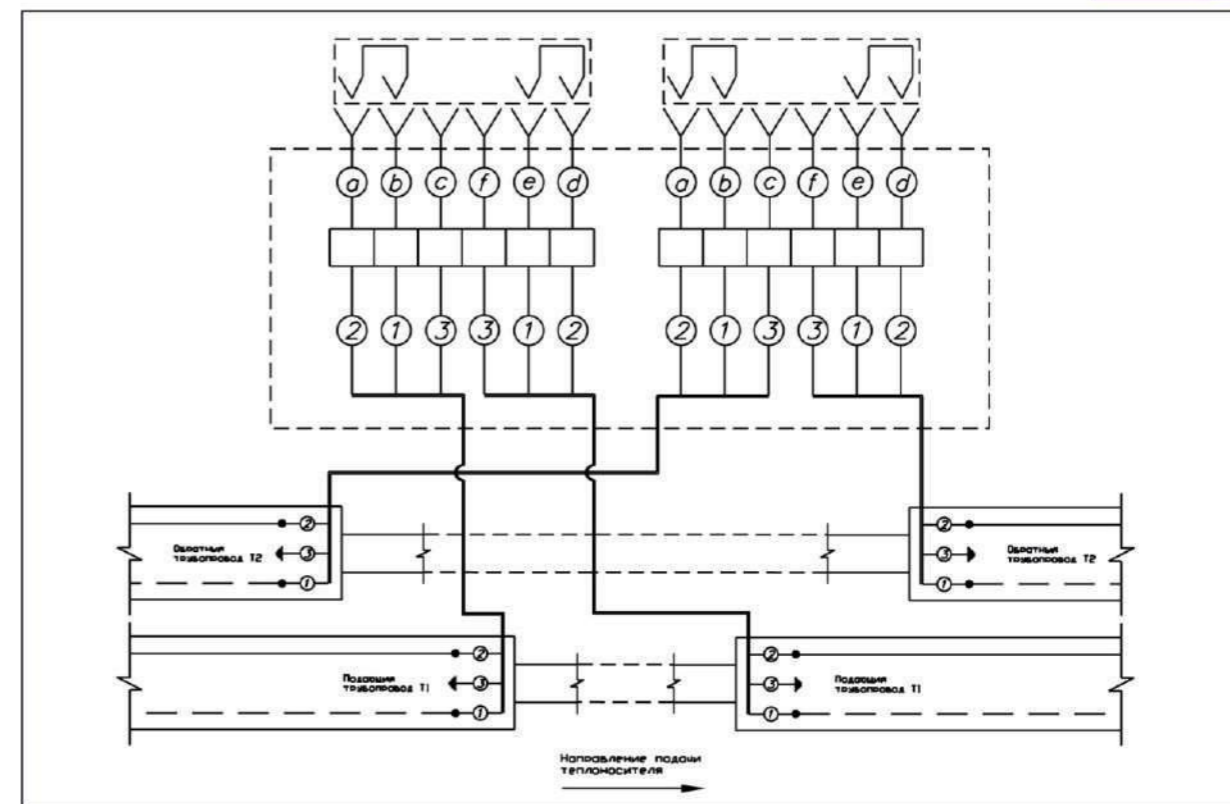 a b c f e d a b c f e d
2 1 3 3 1 2 2 1 3 3 1 2
2 2
Обратный
трубопровод Т2
3 3
Обратный
трубопровод Т2
1 1
2 2
Подающий
трубопровод Т1
3 3
Подающий
трубопровод Т1
1 1
Направление подачи
теплоносителя